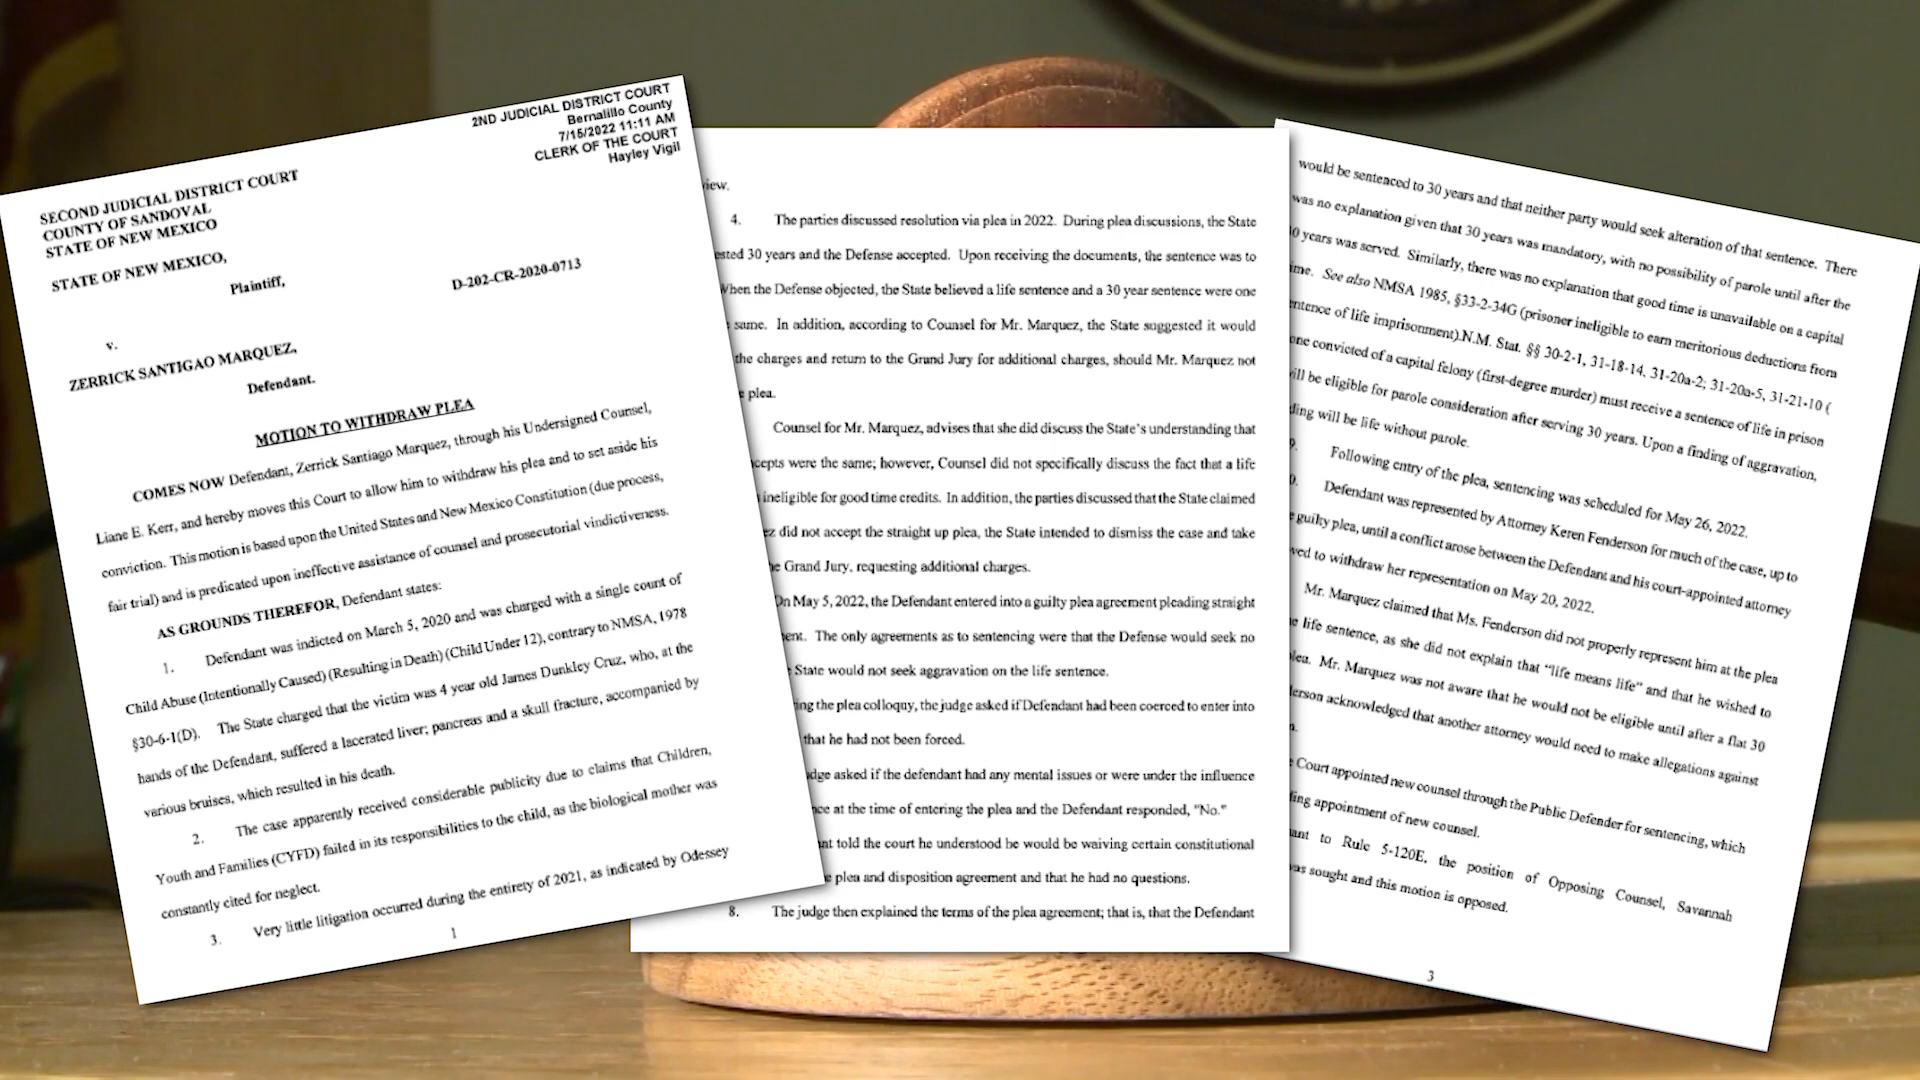 2ND JUDICIAL DISTRICT COURT
Bernalillo County
7/15/2022 11:11 AM
CLERK OF THE COURT
Hayley Vigil
SECOND JUDICIAL DISTRICT COURT
COUNTY OF SANDOVAL
STATE OF NEW MEXICO
STATE OF NEW MEXICO,
Plaintiff,
D-202-CR-2020-0713
v.
ZERRICK SANTIGAO MARQUEZ,
Defendant.
MOTION TO WITHDRAW PLEA
COMES NOW Defendant, Zerrick Santiago Marquez, through his Undersigned Counsel,
Liane E. Kerr, and hereby moves this Court to allow him to withdraw his plea and to set aside his
conviction. This motion is based upon the United States and New Mexico Constitution (due process,
fair trial) and is predicated upon ineffective assistance of counsel and prosecutorial vindictiveness.
AS GROUNDS THEREFOR, Defendant states:
1. Defendant was indicted on March 5, 2020 and was charged with a single count of
Child Abuse (Intentionally Caused) (Resulting in Death) (Child Under 12), contrary to NMSA, 1978
§30-6-1(D). The State charged that the victim was 4 year old James Dunkley Cruz, who, at the
hands of the Defendant, suffered a lacerated liver; pancreas and a skull fracture, accompanied by
various bruises, which resulted in his death.
2. The case apparently received considerable publicity due to claims that Children,
Youth and Families (CYFD) failed in its responsibilities to the child, as the biological mother was
constantly cited for neglect.
3. Very little litigation occurred during the entirety of 2021, as indicated by Odessey
1
iew.
4. The parties discussed resolution via plea in 2022. During plea discussions, the State
ested 30 years and the Defense accepted. Upon receiving the documents, the sentence was to
When the Defense objected, the State believed a life sentence and a 30 year sentence were one
same. In addition, according to Counsel for Mr. Marquez, the State suggested it would
the charges and return to the Grand Jury for additional charges, should Mr. Marquez not
plea.
Counsel for Mr. Marquez, advises that she did discuss the State's understanding that
cepts were the same; however, Counsel did not specifically discuss the fact that a life
ineligible for good time credits. In addition, the parties discussed that the State claimed
ez did not accept the straight up plea, the State intended to dismiss the case and take
e Grand Jury, requesting additional charges.
On May 5, 2022, the Defendant entered into a guilty plea agreement pleading straight
ent. The only agreements as to sentencing were that the Defense would seek no
State would not seek aggravation on the life sentence.
ng the plea colloquy, the judge asked if Defendant had been coerced to enter into
that he had not been forced.
dge asked if the defendant had any mental issues or were under the influence
nce at the time of entering the plea and the Defendant responded, "No."
nt told the court he understood he would be waiving certain constitutional
e plea and disposition agreement and that he had no questions.
8. The judge then explained the terms of the plea agreement; that is, that the Defendant
would be sentenced to 30 years and that neither party would seek alteration of that sentence. There
was no explanation given that 30 years was mandatory, with no possibility of parole until after the
30 years was served. Similarly, there was no explanation that good time is unavailable on a capital
ime. See also NMSA 1985, §33-2-34G (prisoner ineligible to earn meritorious deductions from
entence of life imprisonment).N.M. Stat. §§ 30-2-1, 31-18-14, 31-20a-2; 31-20a-5, 31-21-10 (
one convicted of a capital felony (first-degree murder) must receive a sentence of life in prison
will be eligible for parole consideration after serving 30 years. Upon a finding of aggravation,
ding will be life without parole.
9. Following entry of the plea, sentencing was scheduled for May 26, 2022.
0. Defendant was represented by Attorney Keren Fenderson for much of the case, up to
e guilty plea, until a conflict arose between the Defendant and his court-appointed attorney
wed to withdraw her representation on May 20, 2022.
Mr. Marquez claimed that Ms. Fenderson did not properly represent him at the plea
e life sentence, as she did not explain that "life means life" and that he wished to
lea. Mr. Marquez was not aware that he would not be eligible until after a flat 30
erson acknowledged that another attorney would need to make allegations against
n.
e Court appointed new counsel through the Public Defender for sentencing, which
ing appointment of new counsel.
ant to Rule 5-120E, the position of Opposing Counsel, Savannah
was sought and this motion is opposed.
3